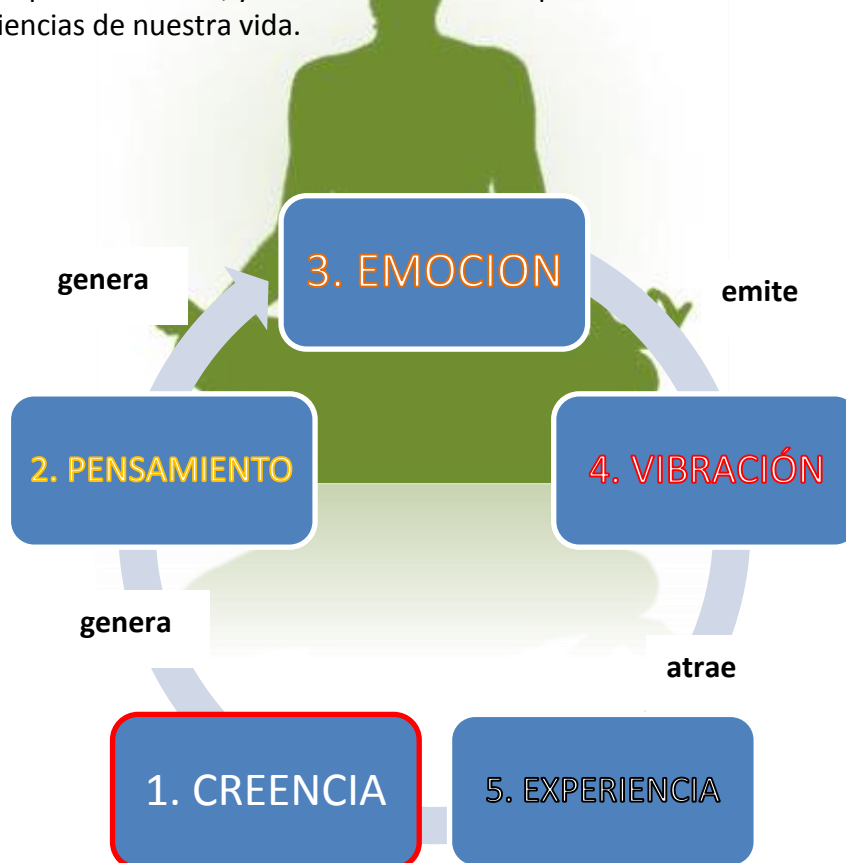 iencias de nuestra vida.
3. EMOCION
genera
emite
2. PENSAMIENTO
4. VIBRACIÓN
genera
atrae
1. CREENCIA
5. EXPERIENCIA